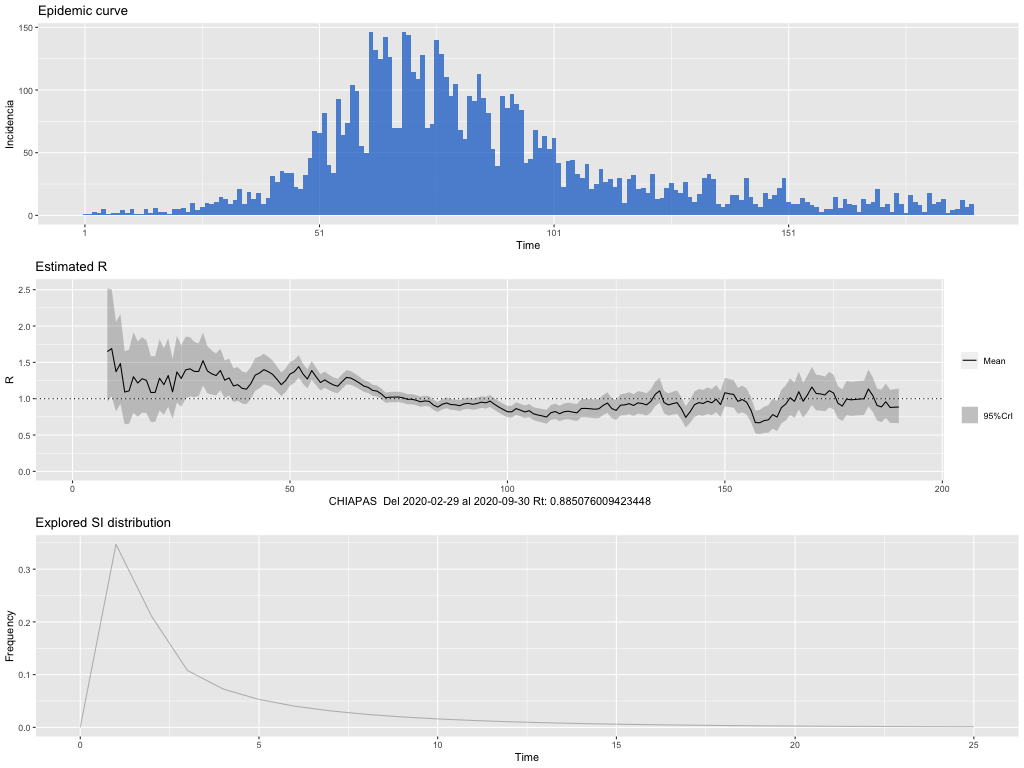 Epidemic curve
150
100
50
0
Incidencia
1
51
101
151
Time
Estimated R
2.5
2.0
1.5
1.0
0.5
0.0
R
0
50
100
150
200
CHIAPAS  Del 2020-02-29 al 2020-09-30 Rt: 0.885076009423448
Mean
95%CrI
Explored SI distribution
0.3
0.2
0.1
0.0
Frequency
0
5
10
15
20
25
Time